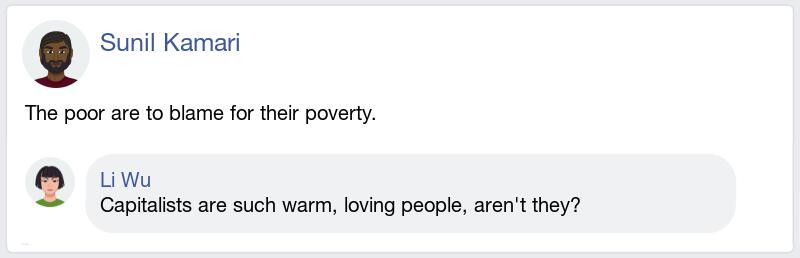 Sunil Kamari
The poor are to blame for their poverty.
Li Wu
Capitalists are such warm, loving people, aren't they?